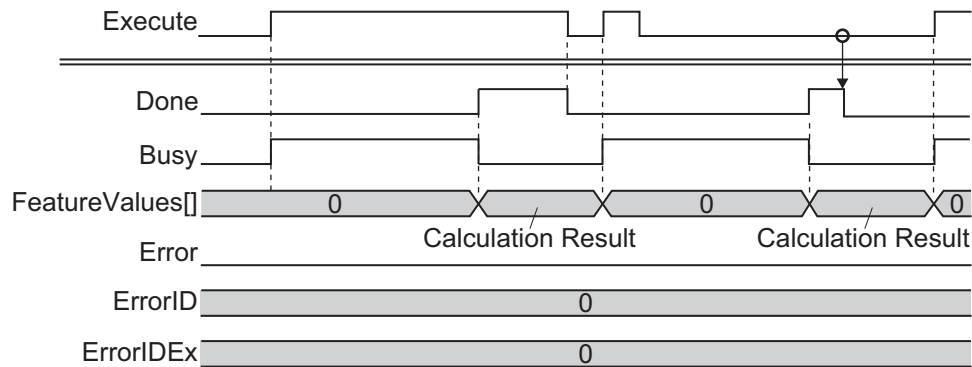 Execute
Done
Busy
FeatureValues[] 0 0 0
Calculation Result Calculation Result
Error
ErrorID 0
ErrorIDEx 0